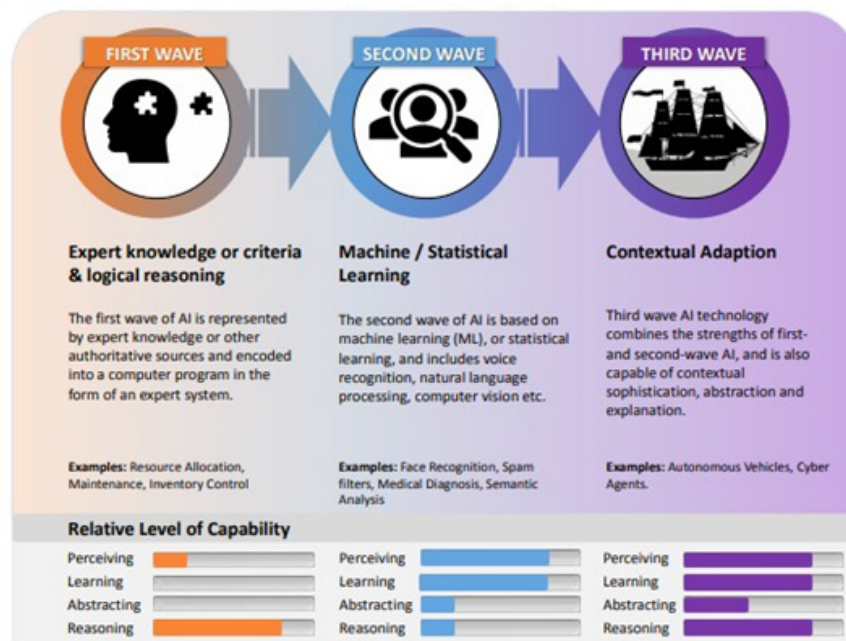 FIRST WAVE
SECOND WAVE
THIRD WAVE
Expert knowledge or criteria
& logical reasoning
The first wave of AI is represented
by expert knowledge or other
authoritative sources and encoded
into a computer program in the
form of an expert system.
Examples: Resource Allocation,
Maintenance, Inventory Control
Machine / Statistical
Learning
The second wave of AI is based on
machine learning (ML), or statistical
learning, and includes voice
recognition, natural language
processing, computer vision etc.
Examples: Face Recognition, Spam
filters, Medical Diagnosis, Semantic
Analysis
Contextual Adaption
Third wave AI technology
combines the strengths of first-
and second-wave AI, and is also
capable of contextual
sophistication, abstraction and
explanation.
Examples: Autonomous Vehicles, Cyber
Agents.
Relative Level of Capability
Perceiving
Learning
Abstracting
Reasoning
Perceiving
Learning
Abstracting
Reasoning
Perceiving
Learning
Abstracting
Reasoning